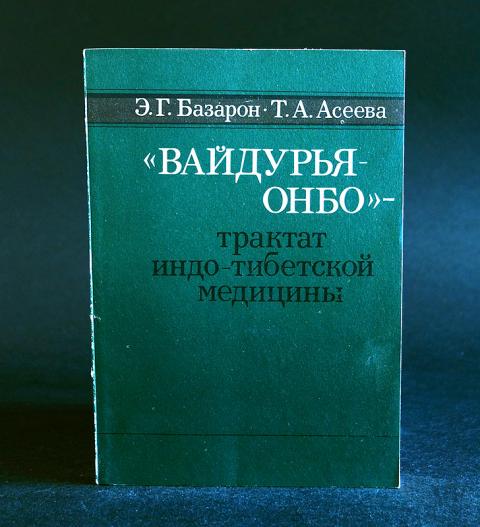 Э. Г. Базарон · Т. А. Асеева
«ВАЙДУРЬЯ-
ОНБО» –
трактат
индо-тибетской
медицины